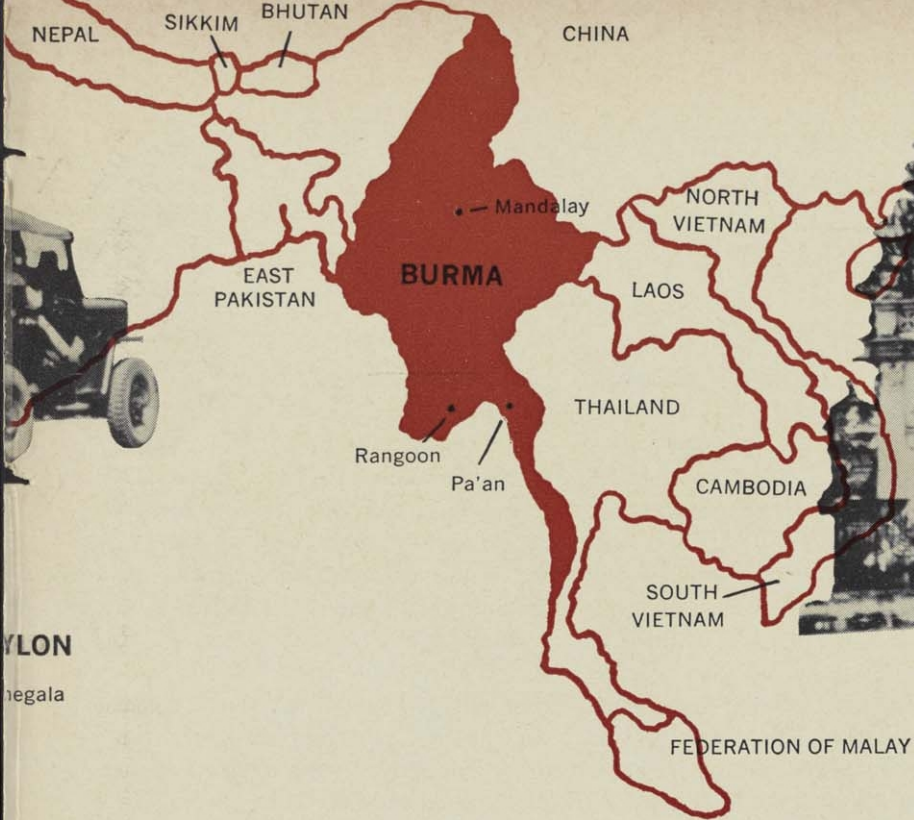 NEPAL
SIKKIM
BHUTAN
CHINA
Mandalay
NORTH
VIETNAM
BURMA
EAST
PAKISTAN
LAOS
THAILAND
Rangoon
Pa'an
CAMBODIA
SOUTH
VIETNAM
YLON
negala
FEDERATION OF MALAY